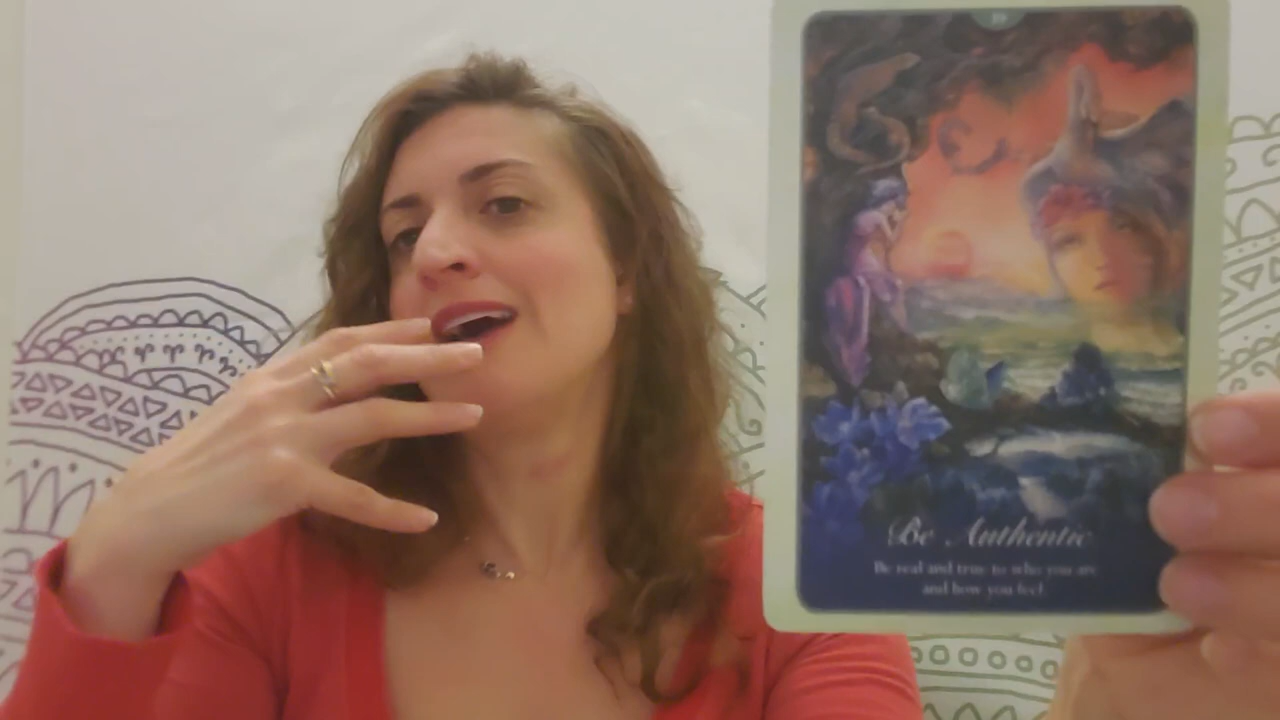 Be Authentic
Be real and true to who you are
and how you feel.